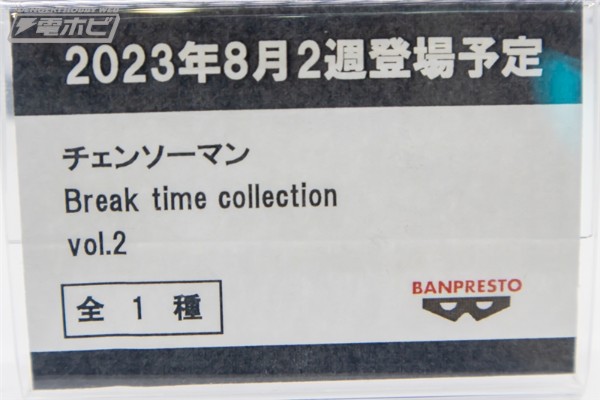 電ホビ
2023年8月2週登場予定
チェンソーマン
Break time collection
vol.2
全 1 種
BANPRESTO